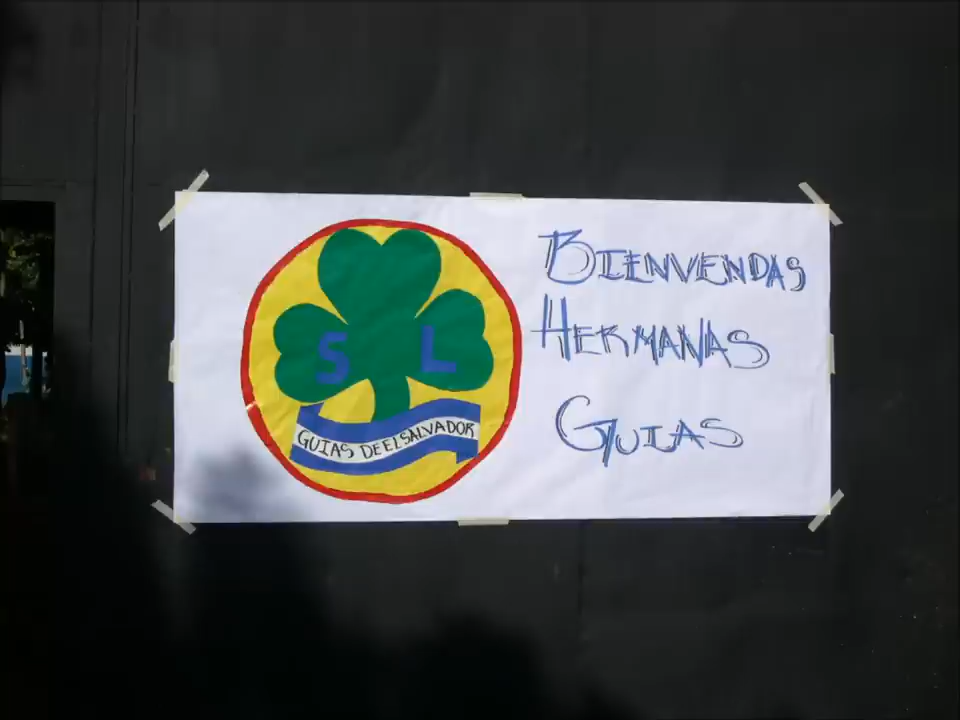 S L
GUIAS DE EL SALVADOR
BIENVENDAS
HERMANAS
GUIAS